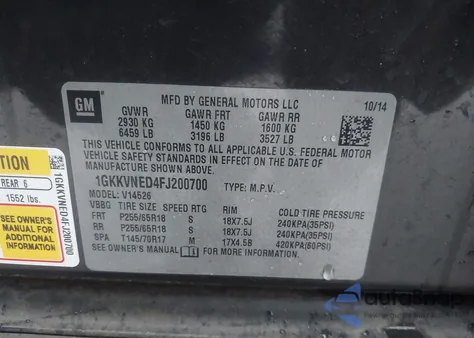 GM
MFD BY GENERAL MOTORS LLC
10/14
GVWR GAWR FRT GAWR RR
2930 KG 1450 KG 1600 KG
6459 LB 3196 LB 3527 LB
THIS VEHICLE CONFORMS TO ALL APPLICABLE U.S. FEDERAL MOTOR
VEHICLE SAFETY STANDARDS IN EFFECT ON THE DATE OF
MANUFACTURE SHOWN ABOVE.
1GKKVNED4FJ200700 TYPE: M.P.V.
MODEL: V14526
VBBG TIRE SIZE SPEED RTG RIM COLD TIRE PRESSURE
FRT P255/65R18 S 18X7.5J 240KPA(35PSI)
RR P255/65R18 S 18X7.5J 240KPA(35PSI)
SPA T145/70R17 M 17X4.5B 420KPA(60PSI)
SEE OWNER'S MANUAL FOR MORE INFORMATION.
CAUTION
REAR 6
1552 lbs.
SEE OWNER'S
MANUAL FOR
ADDITIONAL
INFORMATION
1GKKVNED4FJ200700
AutoSnap